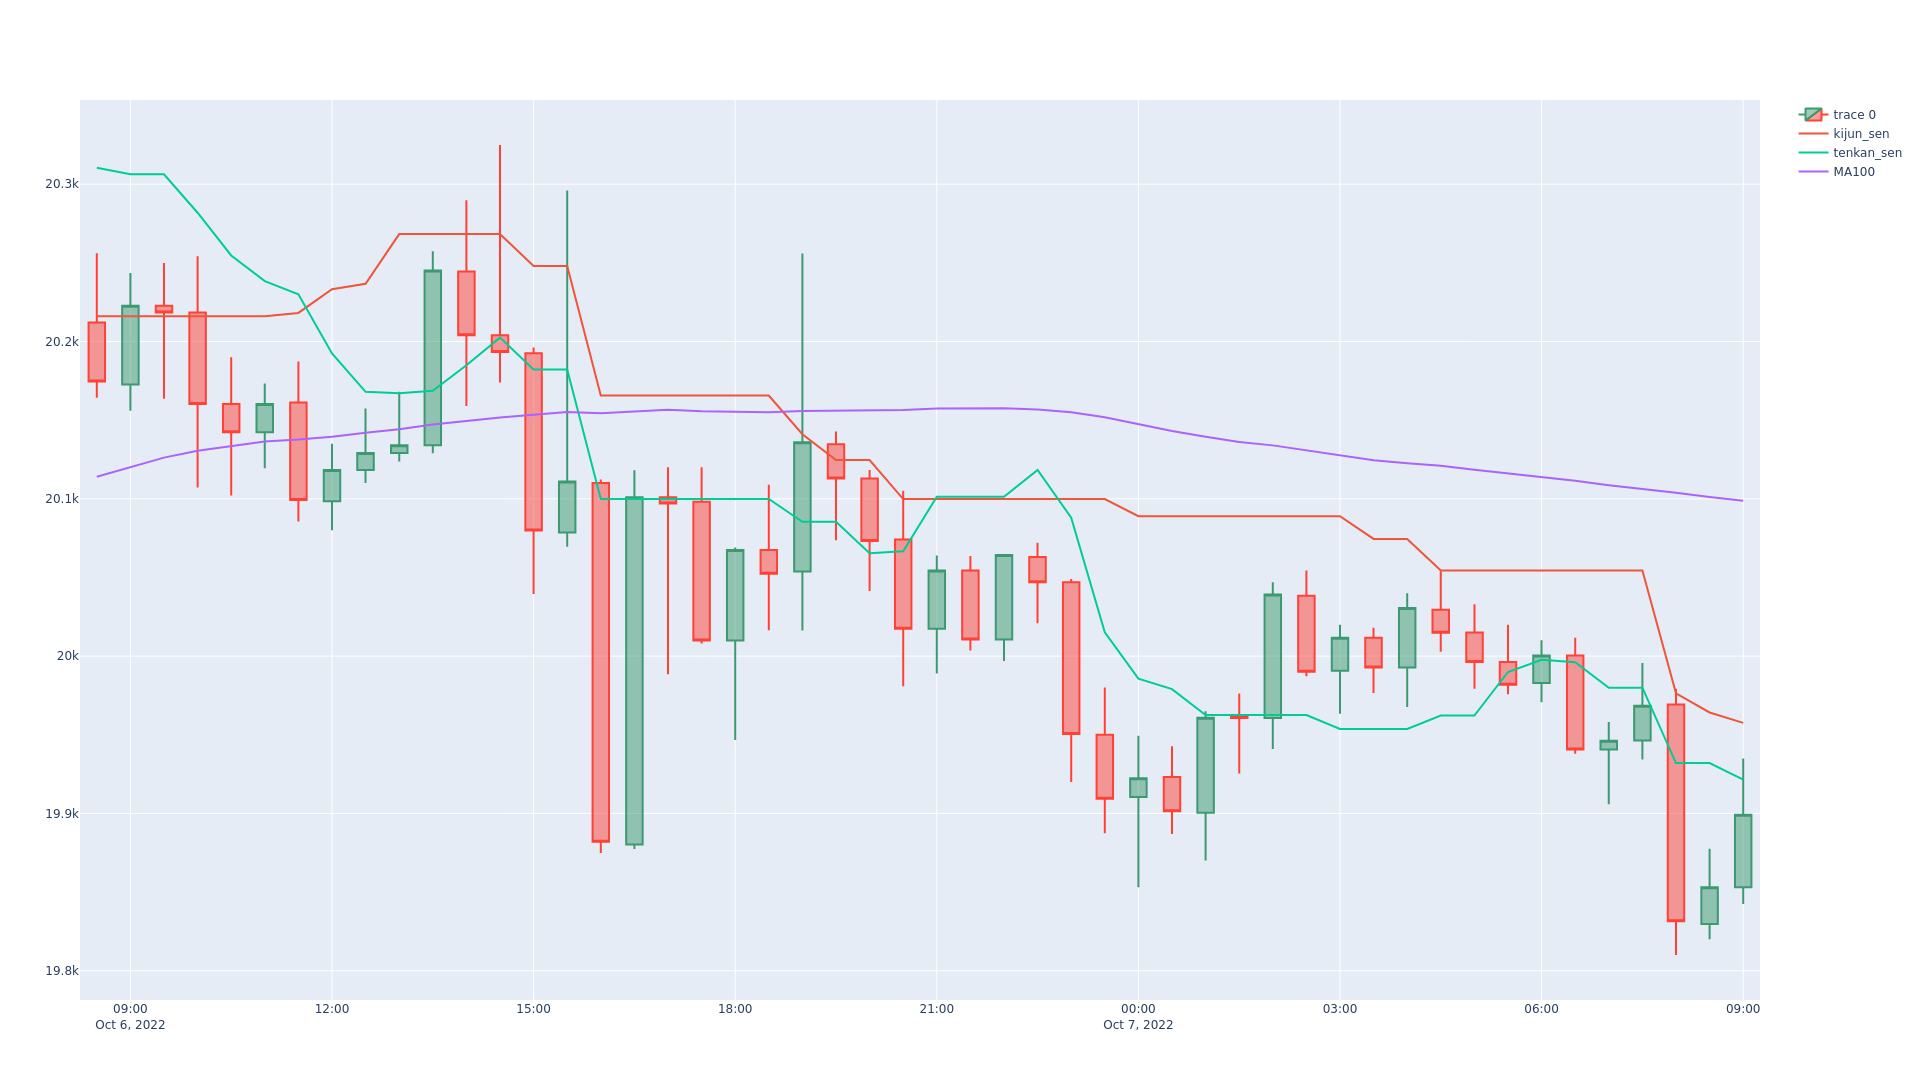 trace 0
kijun_sen
tenkan_sen
MA100
20.3k
20.2k
20.1k
20k
19.9k
19.8k
09:00 12:00 15:00 18:00 21:00 00:00 03:00 06:00 09:00
Oct 6, 2022 Oct 7, 2022